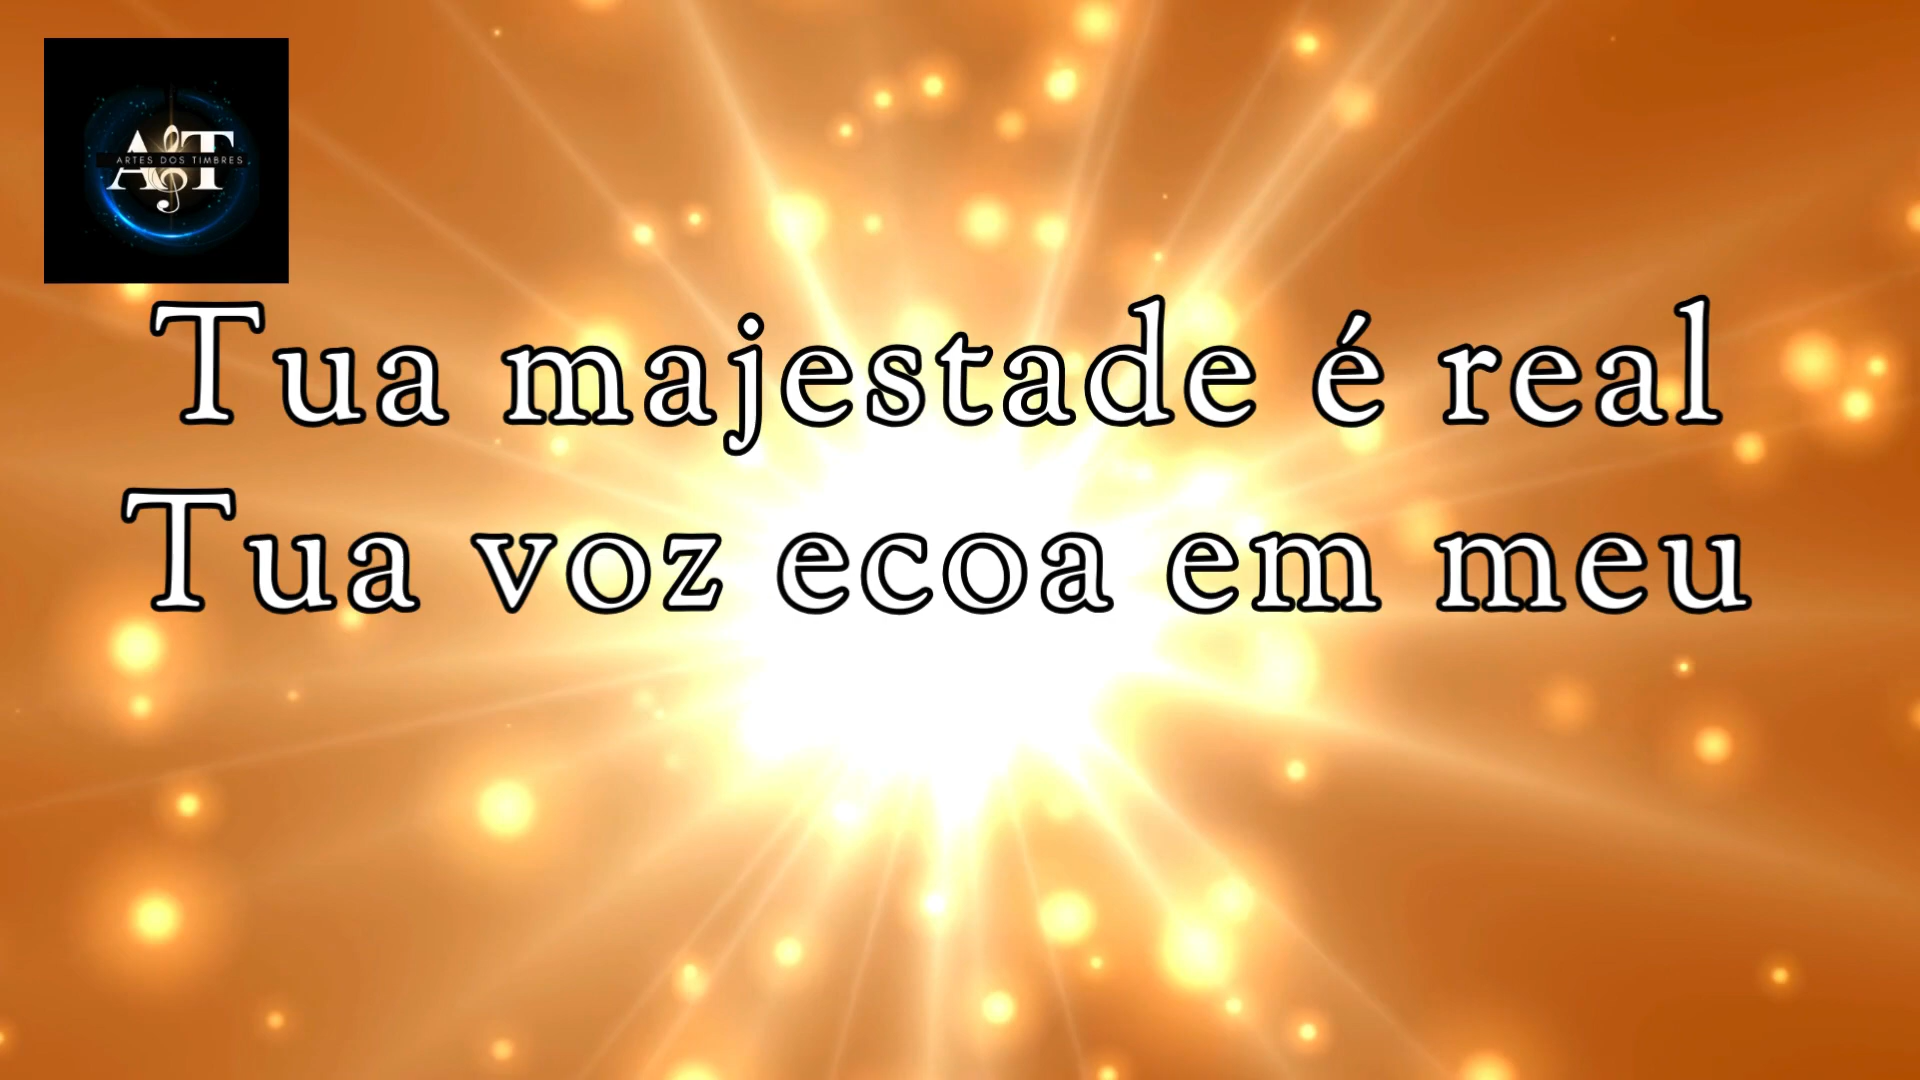 A T
ARTES DOS TIMBRES
Tua majestade é real
Tua voz ecoa em meu